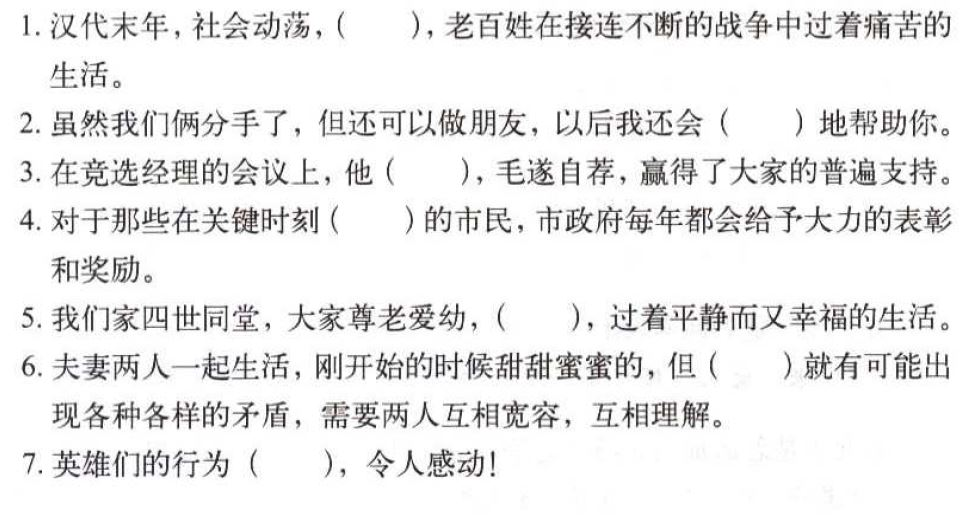 1. 汉代末年，社会动荡，（　　），老百姓在接连不断的战争中过着痛苦的
生活。
2. 虽然我们俩分手了，但还可以做朋友，以后我还会（　　）地帮助你。
3. 在竞选经理的会议上，他（　　），毛遂自荐，赢得了大家的普遍支持。
4. 对于那些在关键时刻（　　）的市民，市政府每年都会给予大力的表彰
和奖励。
5. 我们家四世同堂，大家尊老爱幼，（　　），过着平静而又幸福的生活。
6. 夫妻两人一起生活，刚开始的时候甜甜蜜蜜的，但（　　）就有可能出
现各种各样的矛盾，需要两人互相宽容，互相理解。
7. 英雄们的行为（　　），令人感动！